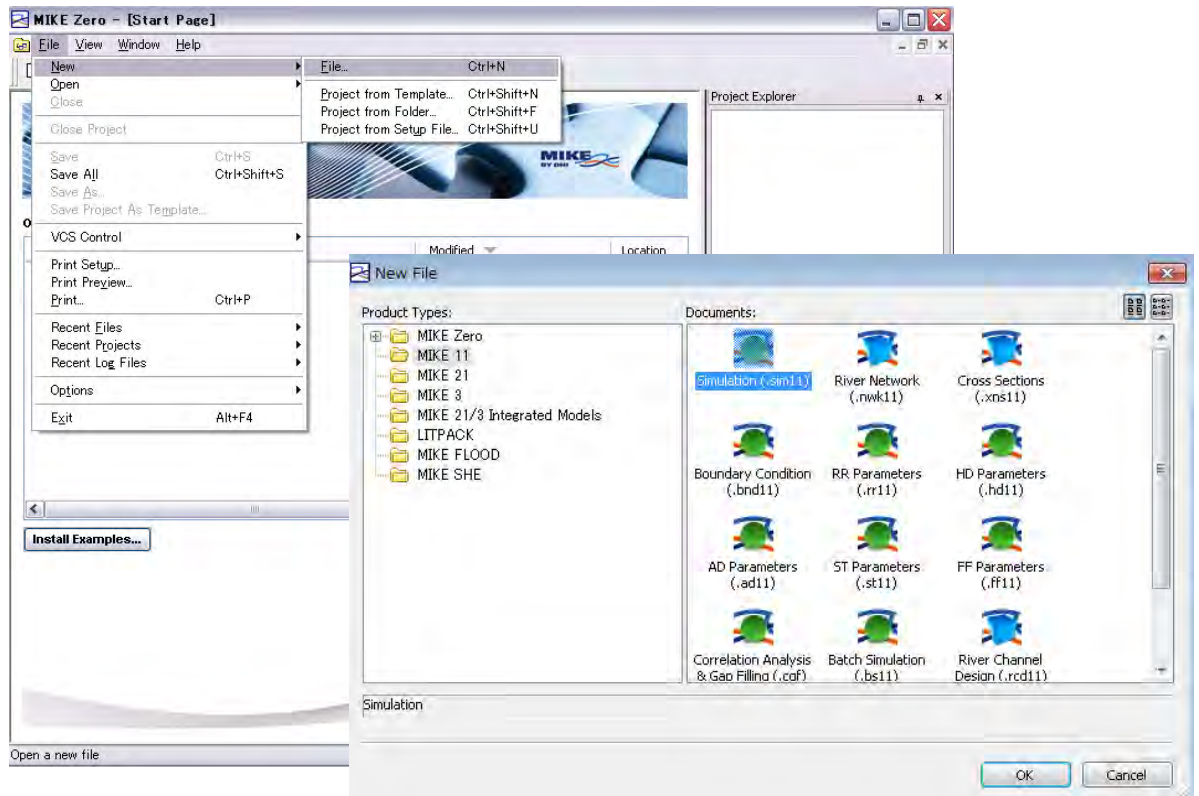 MIKE Zero - [Start Page]
File View Window Help
New
Open
Close
Close Project
Save Ctrl+S
Save All Ctrl+Shift+S
Save As...
Save Project As Template...
VCS Control
Print Setup...
Print Preview...
Print... Ctrl+P
Recent Files
Recent Projects
Recent Log Files
Options
Exit Alt+F4
File... Ctrl+N
Project from Template... Ctrl+Shift+N
Project from Folder... Ctrl+Shift+F
Project from Setup File... Ctrl+Shift+U
MIKE
BY DHI
Project Explorer
Modified Location
Install Examples...
Open a new file
New File
Product Types:
MIKE Zero
MIKE 11
MIKE 21
MIKE 3
MIKE 21/3 Integrated Models
LITPACK
MIKE FLOOD
MIKE SHE
Documents:
Simulation (.sim11)
River Network
(.nwk11)
Cross Sections
(.xns11)
Boundary Condition
(.bnd11)
RR Parameters
(.rr11)
HD Parameters
(.hd11)
AD Parameters
(.ad11)
ST Parameters
(.st11)
FF Parameters
(.ff11)
Correlation Analysis
& Gap Filling (.cgf)
Batch Simulation
(.bs11)
River Channel
Design (.rcd11)
Simulation
OK Cancel